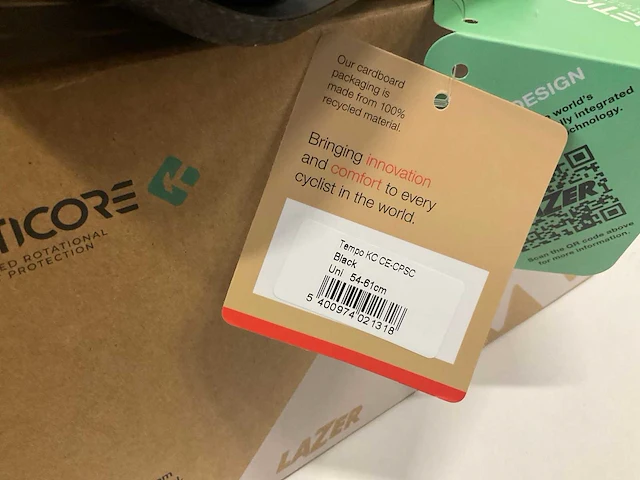 Our cardboard
packaging is
made from 100%
recycled material.
Bringing innovation
and comfort to every
cyclist in the world.
Tempo KC CE-CPSC
Black
Uni 54-61cm
5 400974 021318
TICORE
ED ROTATIONAL
PROTECTION
LAZER
DESIGN
world's
lly integrated
chnology.
LAZER
Scan the QR code above
for more information.